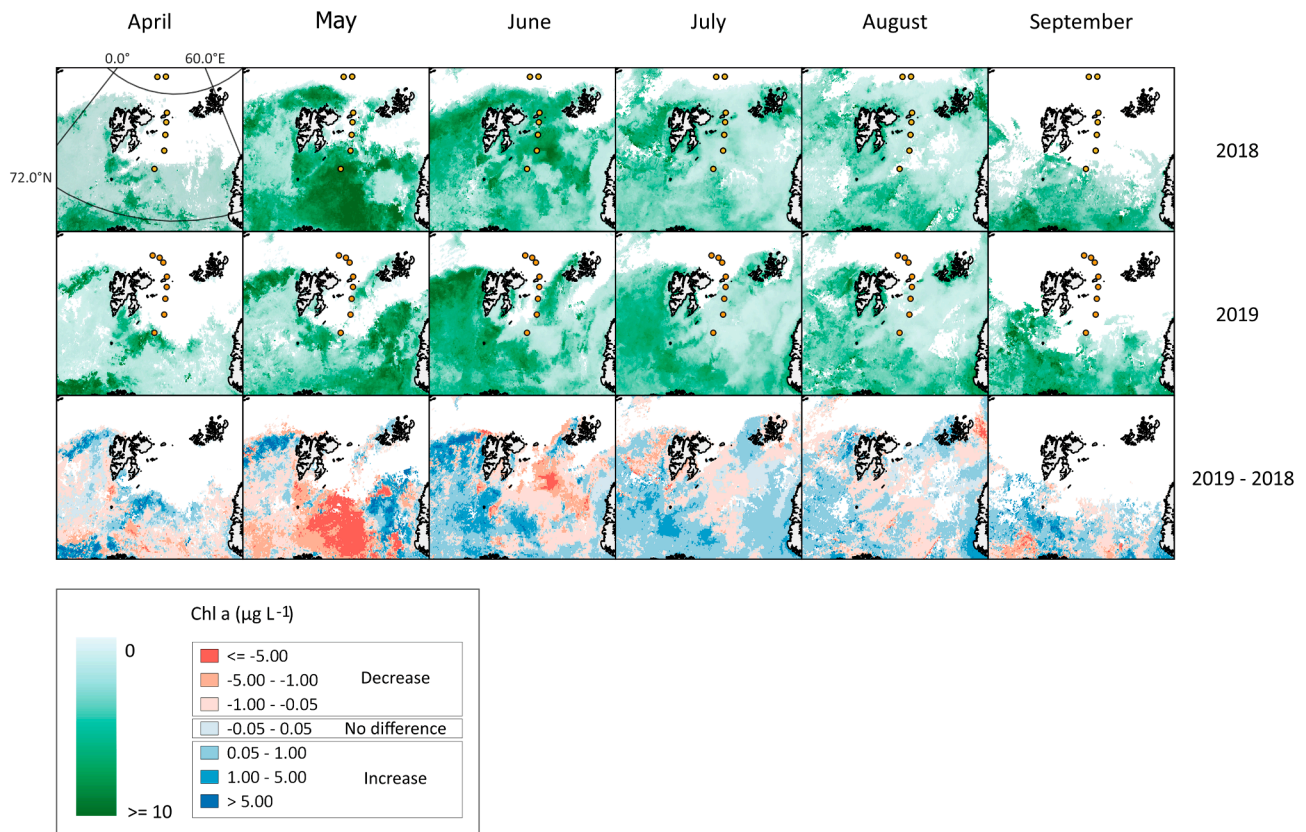 April May June July August September
0.0° 60.0°E
72.0°N
2018
2019
2019 - 2018
Chl a (µg L-1)
0
>= 10
<= -5.00
-5.00 - -1.00
-1.00 - -0.05
Decrease
-0.05 - 0.05 No difference
0.05 - 1.00
1.00 - 5.00
> 5.00
Increase